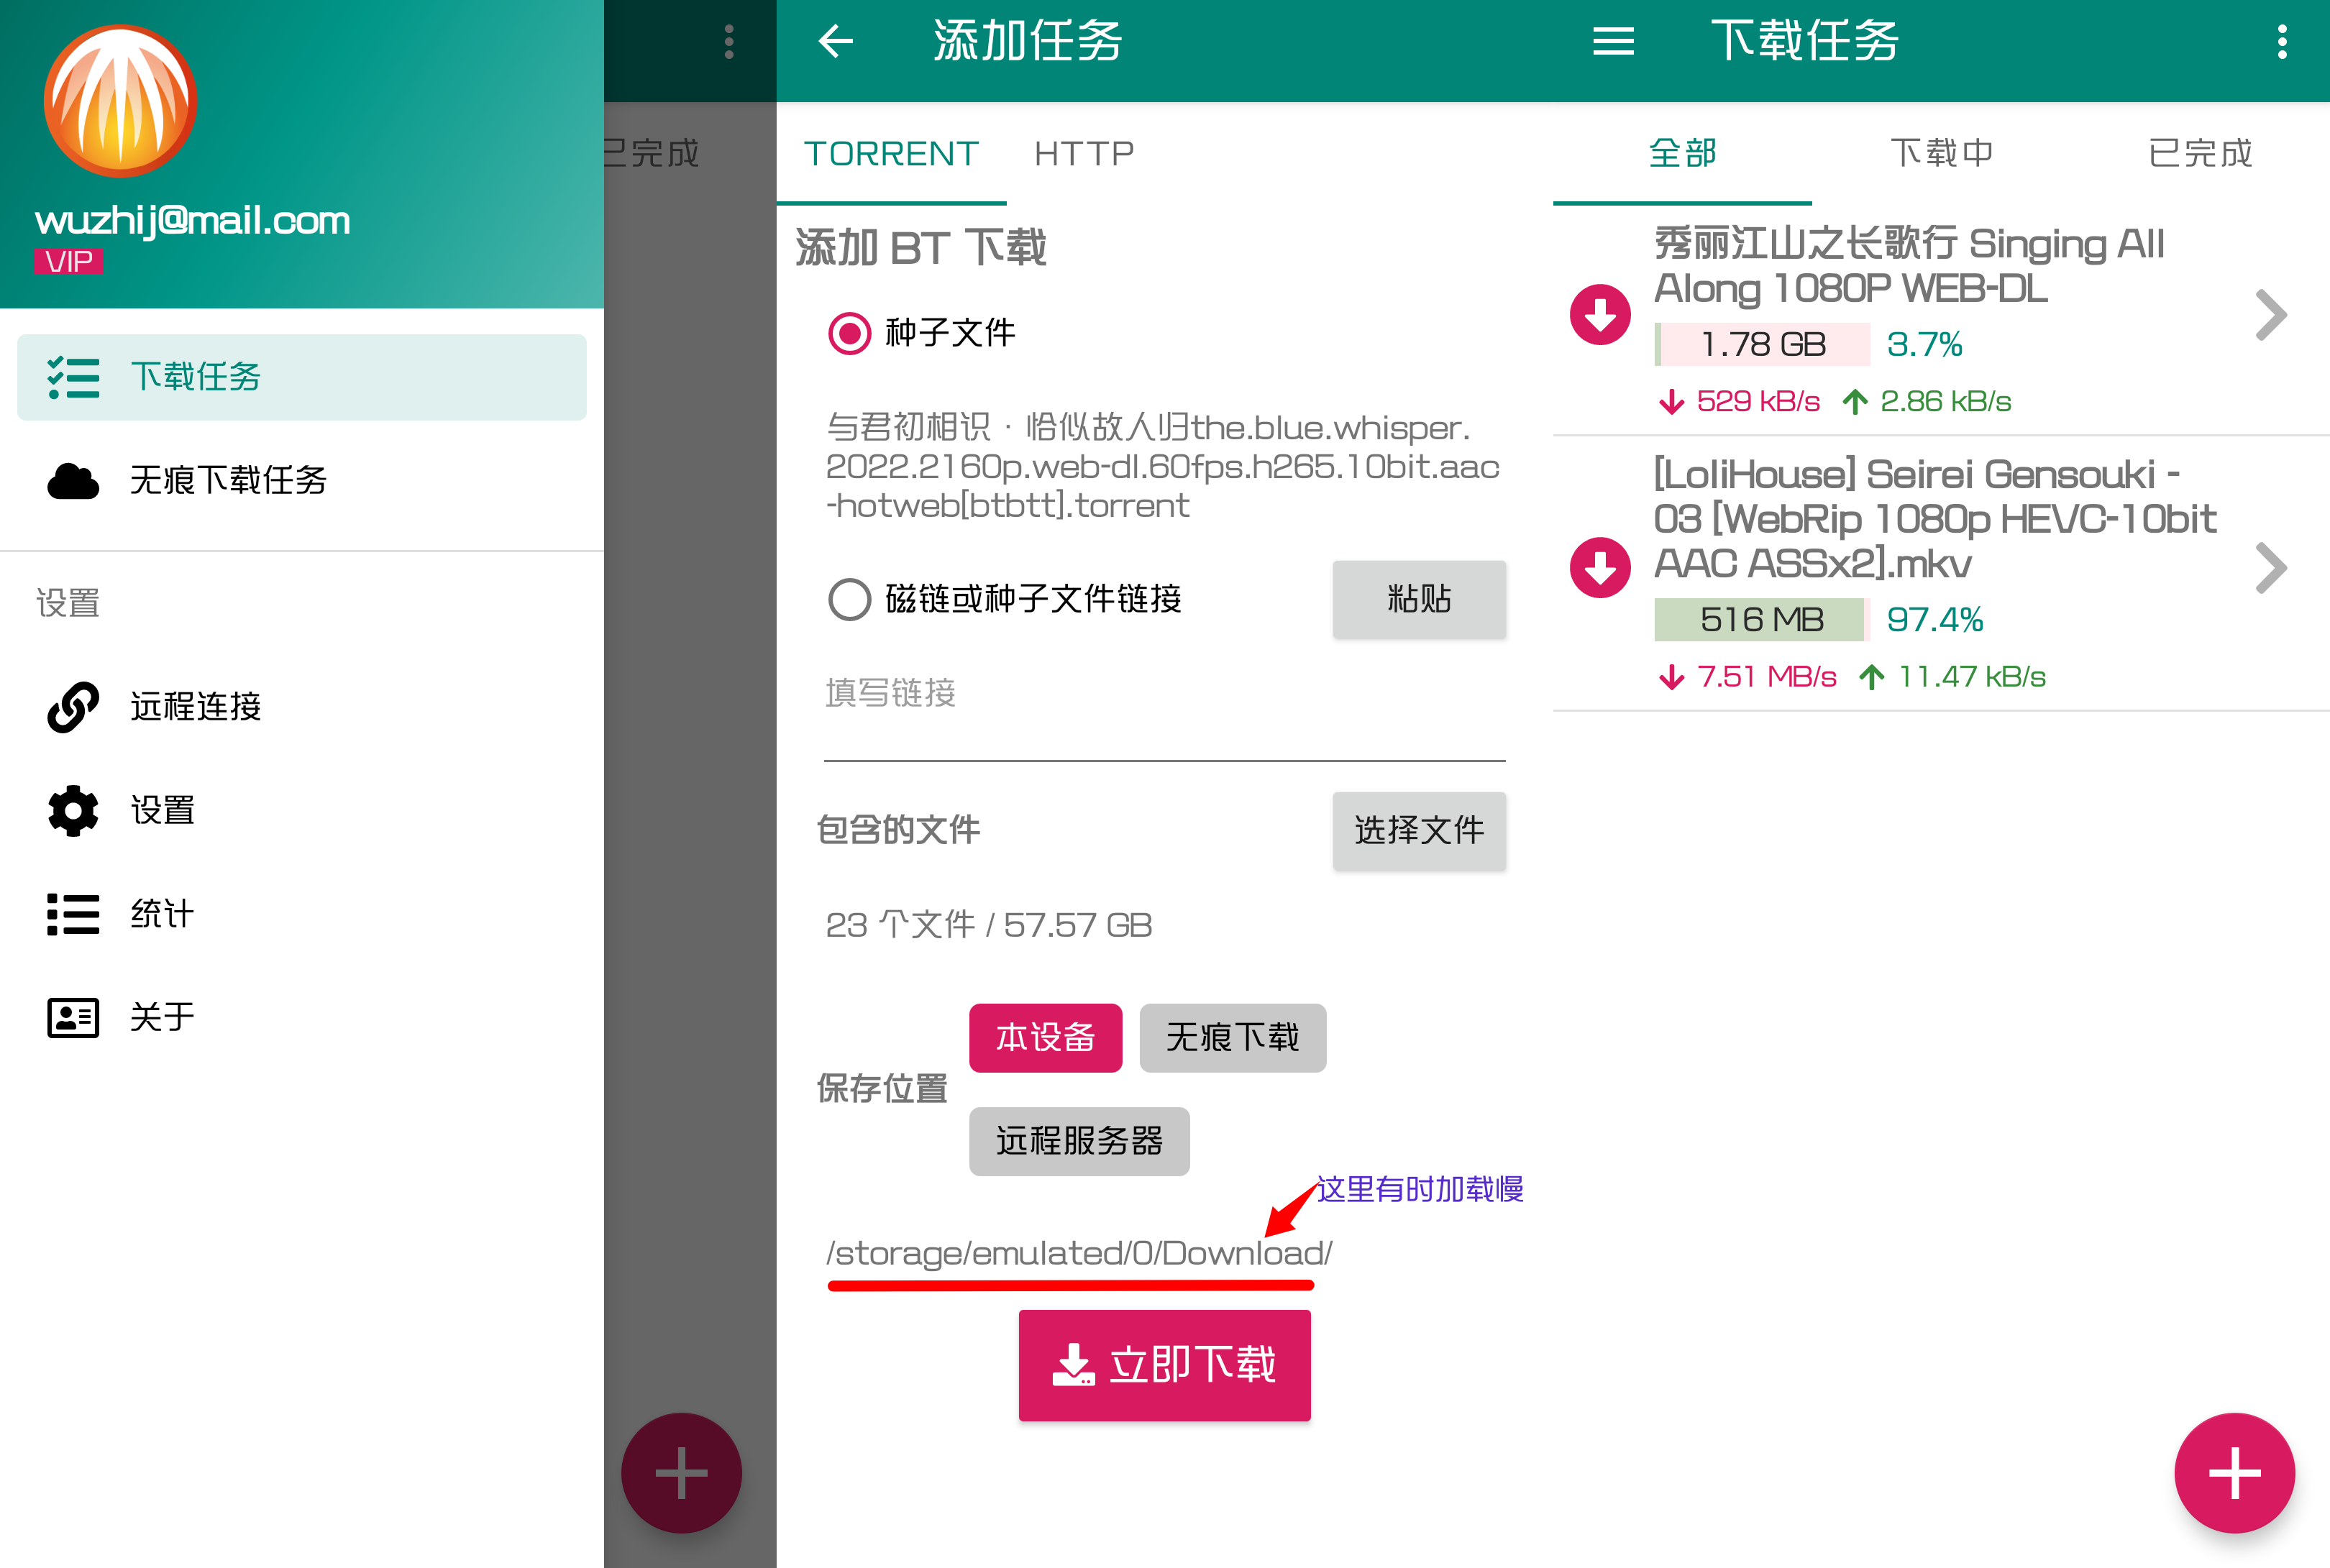 wuzhij@mail.com
VIP
下载任务
无痕下载任务
设置
远程连接
设置
统计
关于
已完成
添加任务
TORRENT
HTTP
添加 BT 下载
种子文件
与君初相识 · 恰似故人归the.blue.whisper.
2022.2160p.web-dl.60fps.h265.10bit.aac
-hotweb[btbtt].torrent
磁链或种子文件链接
粘贴
填写链接
包含的文件
选择文件
23 个文件 / 57.57 GB
保存位置
本设备
无痕下载
远程服务器
这里有时加载慢
/storage/emulated/0/Download/
立即下载
下载任务
全部
下载中
已完成
秀丽江山之长歌行 Singing All
Along 1080P WEB-DL
1.78 GB
3.7%
529 kB/s
2.86 kB/s
[LoliHouse] Seirei Gensouki -
03 [WebRip 1080p HEVC-10bit
AAC ASSx2].mkv
516 MB
97.4%
7.51 MB/s
11.47 kB/s